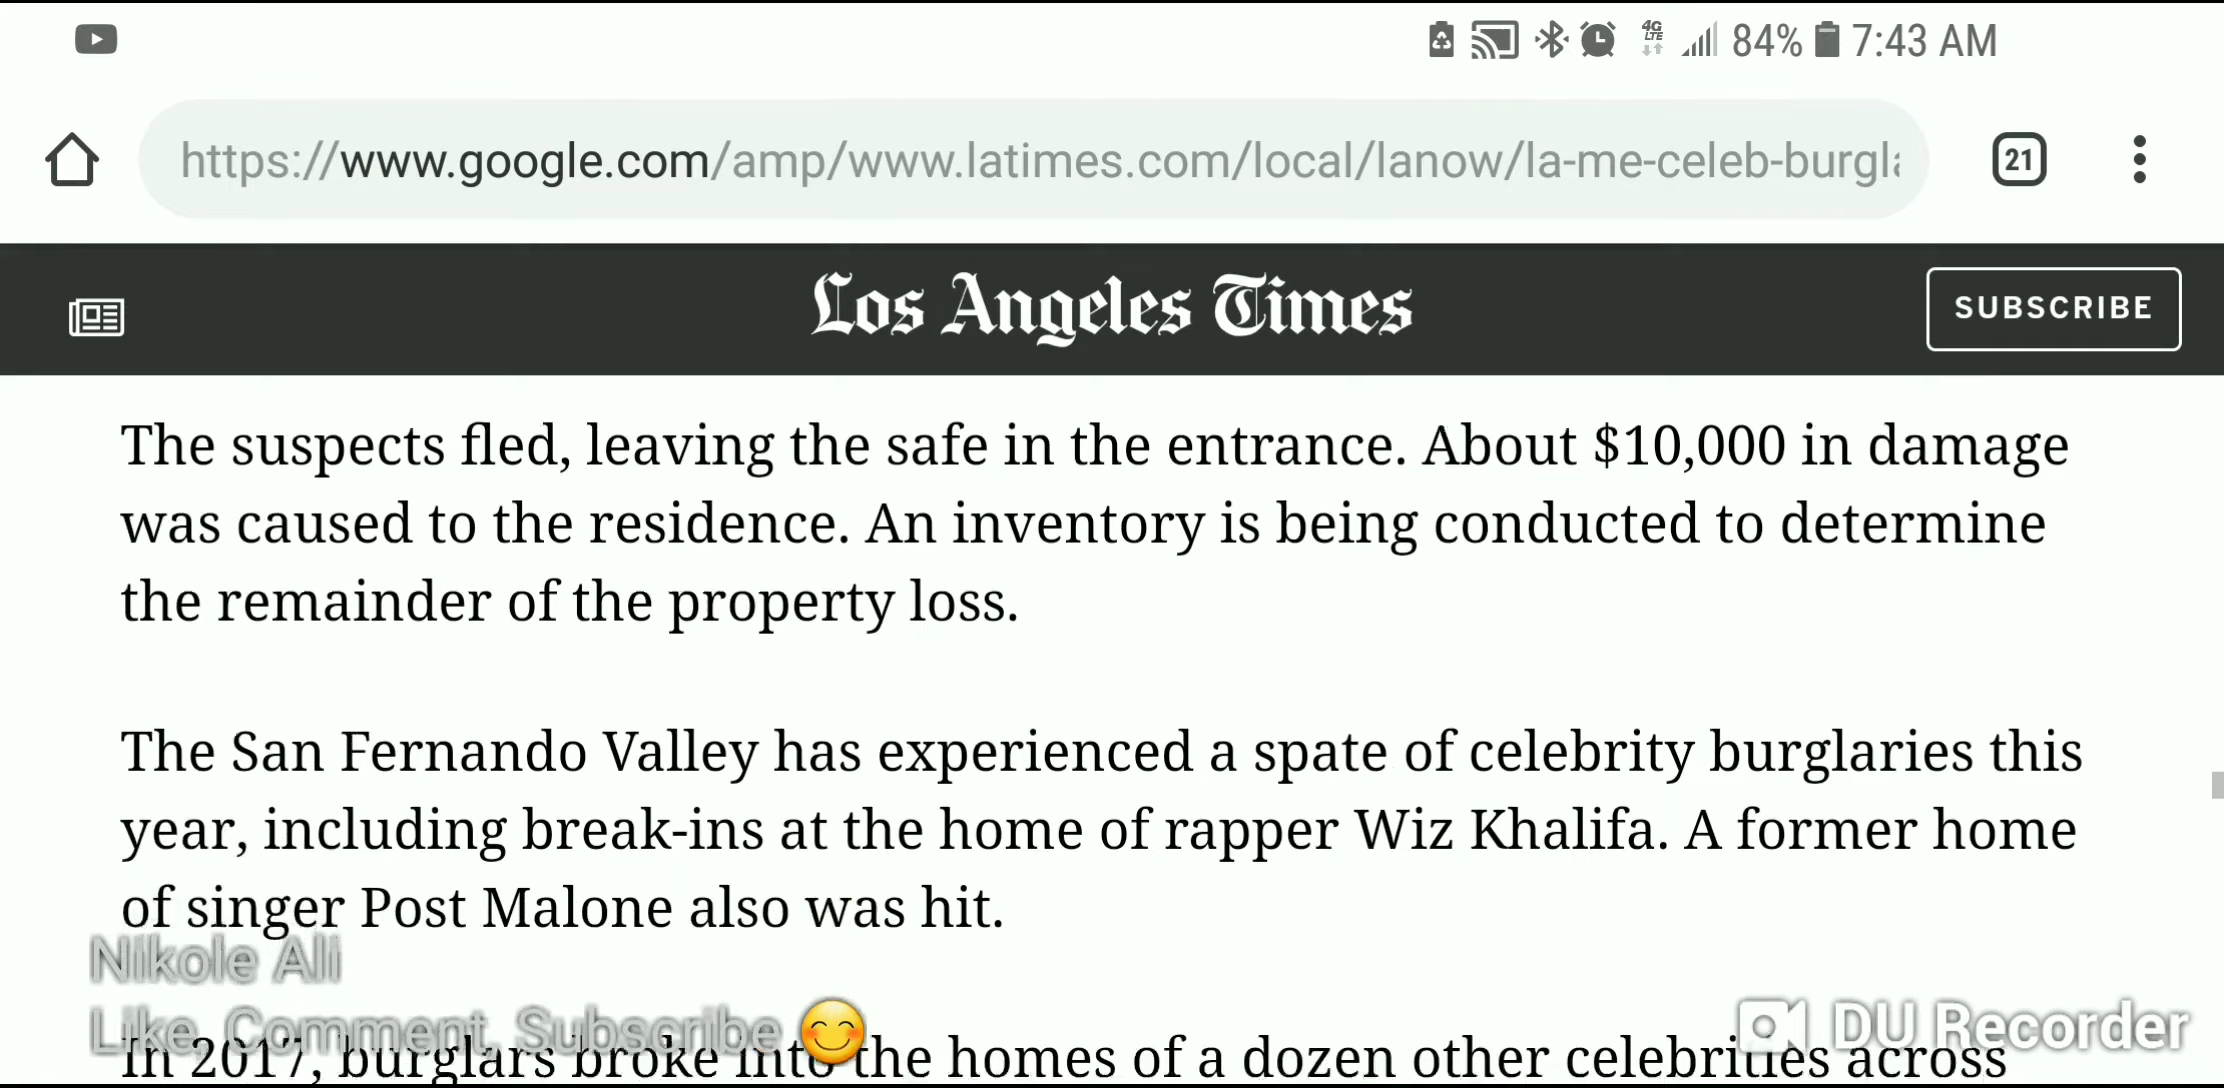 4G LTE 84% 7:43 AM
https://www.google.com/amp/www.latimes.com/local/lanow/la-me-celeb-burgla
21
Los Angeles Times
SUBSCRIBE
The suspects fled, leaving the safe in the entrance. About $10,000 in damage
was caused to the residence. An inventory is being conducted to determine
the remainder of the property loss.
The San Fernando Valley has experienced a spate of celebrity burglaries this
year, including break-ins at the home of rapper Wiz Khalifa. A former home
of singer Post Malone also was hit.
Nikole Ali
Like, Comment, Subscribe 😊
DU Recorder
In 2017, burglars broke into the homes of a dozen other celebrities across